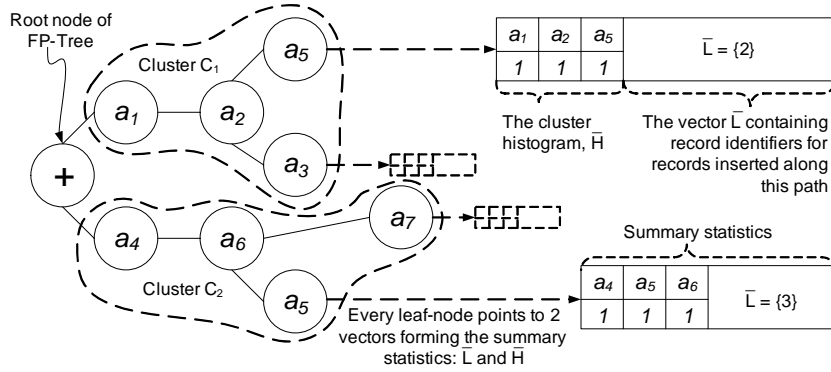 Root node of
FP-Tree
Cluster C₁
a₁
a₂
a₅
a₃
+
a₄
a₆
a₇
a₅
Cluster C₂
a₁ a₂ a₅
1 1 1
L̄ = {2}
The cluster
histogram, H̄
The vector L̄ containing
record identifiers for
records inserted along
this path
Summary statistics
a₄ a₅ a₆
1 1 1
L̄ = {3}
Every leaf-node points to 2
vectors forming the summary
statistics: L̄ and H̄